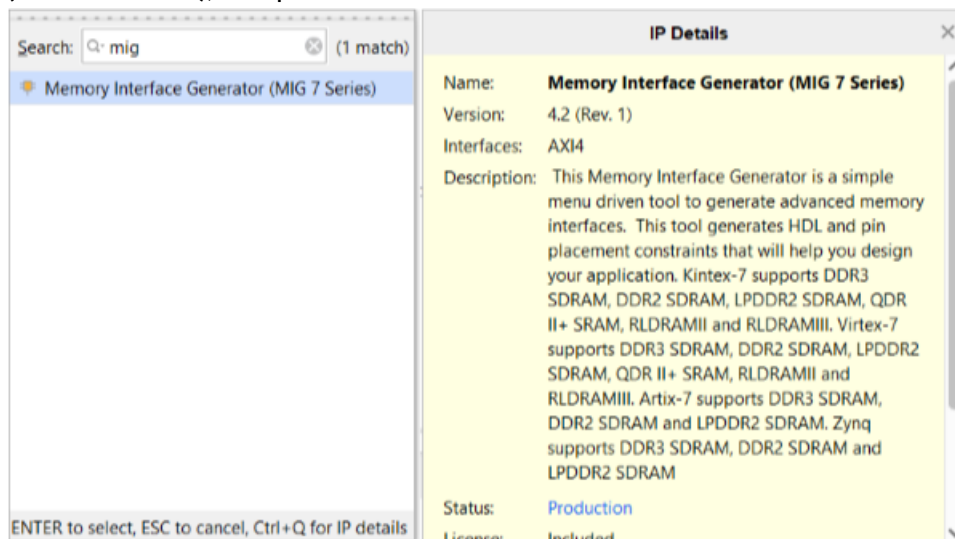 Search: mig (1 match)
Memory Interface Generator (MIG 7 Series)
ENTER to select, ESC to cancel, Ctrl+Q for IP details
IP Details
Name: Memory Interface Generator (MIG 7 Series)
Version: 4.2 (Rev. 1)
Interfaces: AXI4
Description: This Memory Interface Generator is a simple
menu driven tool to generate advanced memory
interfaces. This tool generates HDL and pin
placement constraints that will help you design
your application. Kintex-7 supports DDR3
SDRAM, DDR2 SDRAM, LPDDR2 SDRAM, QDR
II+ SRAM, RLDRAMII and RLDRAMIII. Virtex-7
supports DDR3 SDRAM, DDR2 SDRAM, LPDDR2
SDRAM, QDR II+ SRAM, RLDRAMII and
RLDRAMIII. Artix-7 supports DDR3 SDRAM,
DDR2 SDRAM and LPDDR2 SDRAM. Zynq
supports DDR3 SDRAM, DDR2 SDRAM and
LPDDR2 SDRAM
Status: Production
License: Included